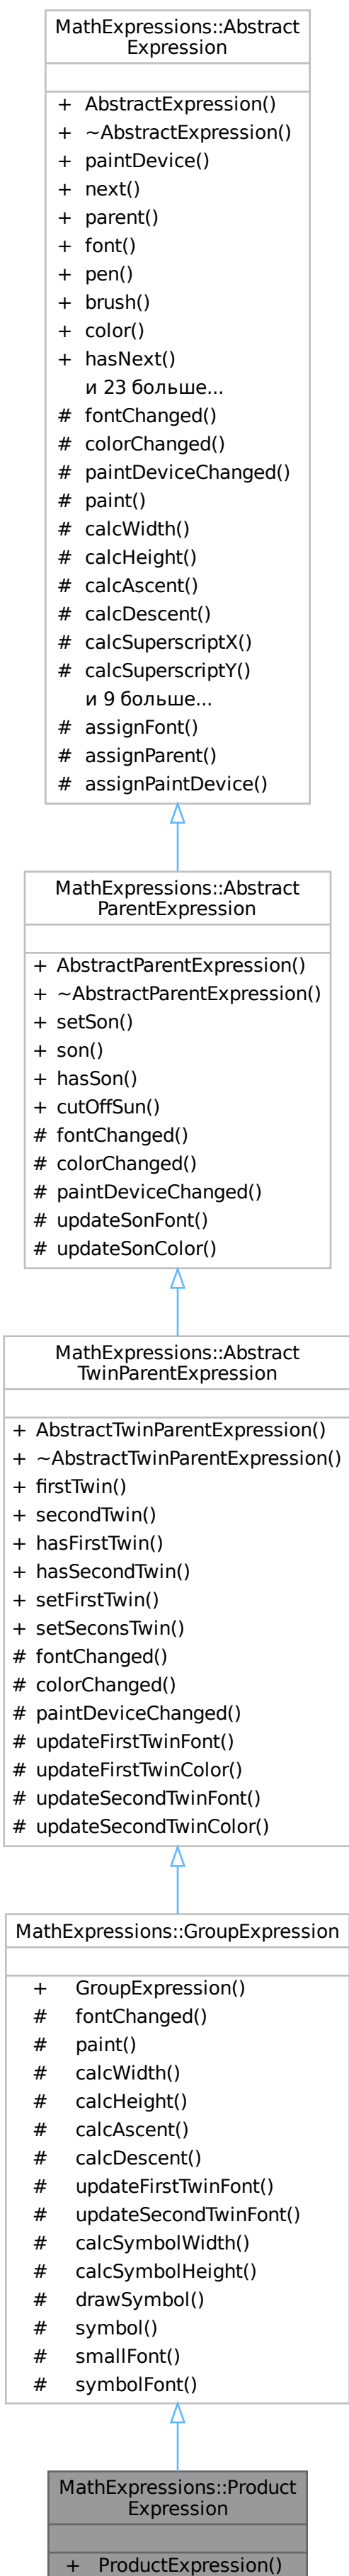 MathExpressions::Abstract
Expression
+ AbstractExpression()
+ ~AbstractExpression()
+ paintDevice()
+ next()
+ parent()
+ font()
+ pen()
+ brush()
+ color()
+ hasNext()
и 23 больше...
# fontChanged()
# colorChanged()
# paintDeviceChanged()
# paint()
# calcWidth()
# calcHeight()
# calcAscent()
# calcDescent()
# calcSuperscriptX()
# calcSuperscriptY()
и 9 больше...
# assignFont()
# assignParent()
# assignPaintDevice()
MathExpressions::Abstract
ParentExpression
+ AbstractParentExpression()
+ ~AbstractParentExpression()
+ setSon()
+ son()
+ hasSon()
+ cutOffSun()
# fontChanged()
# colorChanged()
# paintDeviceChanged()
# updateSonFont()
# updateSonColor()
MathExpressions::Abstract
TwinParentExpression
+ AbstractTwinParentExpression()
+ ~AbstractTwinParentExpression()
+ firstTwin()
+ secondTwin()
+ hasFirstTwin()
+ hasSecondTwin()
+ setFirstTwin()
+ setSeconsTwin()
# fontChanged()
# colorChanged()
# paintDeviceChanged()
# updateFirstTwinFont()
# updateFirstTwinColor()
# updateSecondTwinFont()
# updateSecondTwinColor()
MathExpressions::GroupExpression
+ GroupExpression()
# fontChanged()
# paint()
# calcWidth()
# calcHeight()
# calcAscent()
# calcDescent()
# updateFirstTwinFont()
# updateSecondTwinFont()
# calcSymbolWidth()
# calcSymbolHeight()
# drawSymbol()
# symbol()
# smallFont()
# symbolFont()
MathExpressions::Product
Expression
+ ProductExpression()